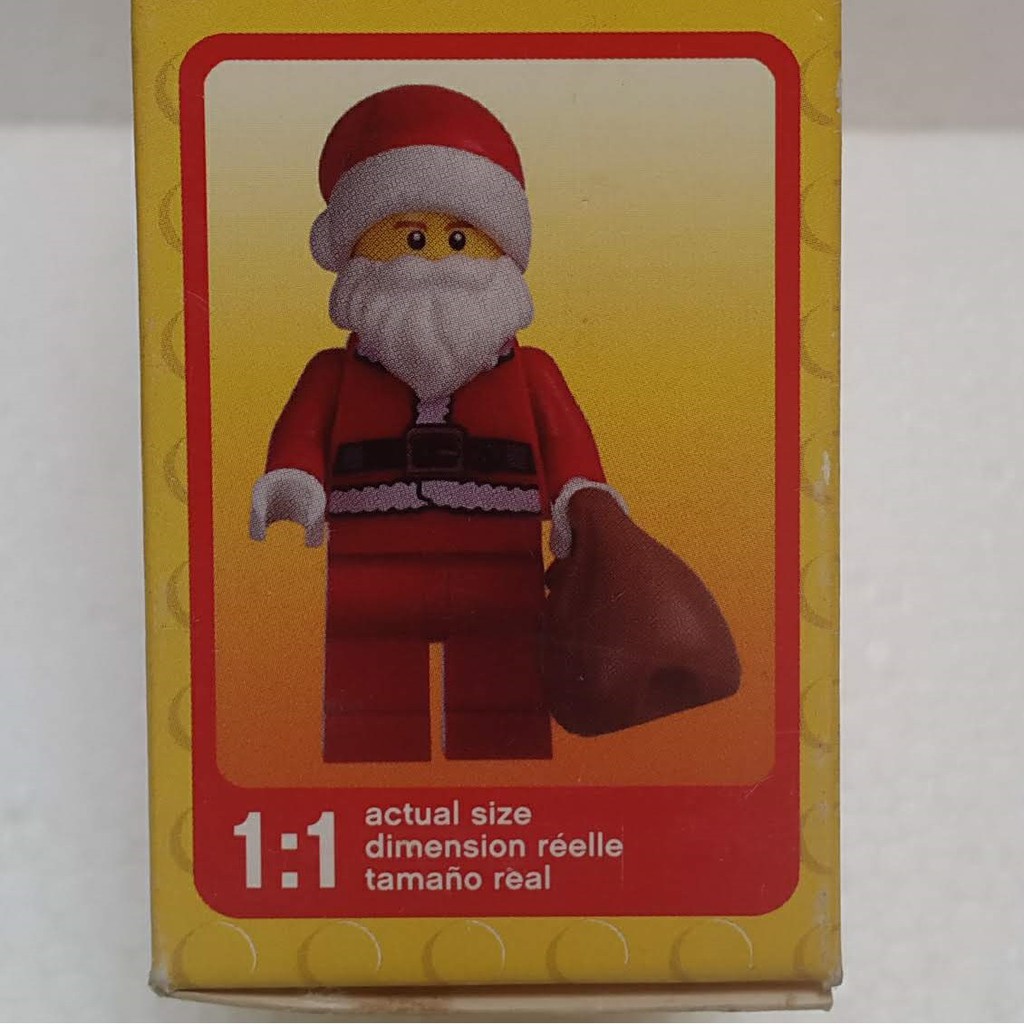 1:1
actual size
dimension réelle
tamaño real